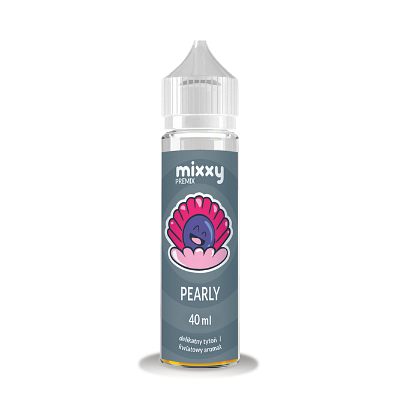 mixxy
PREMIX
PEARLY
40 ml
delikatny tytoń i
kwiatowy aromat